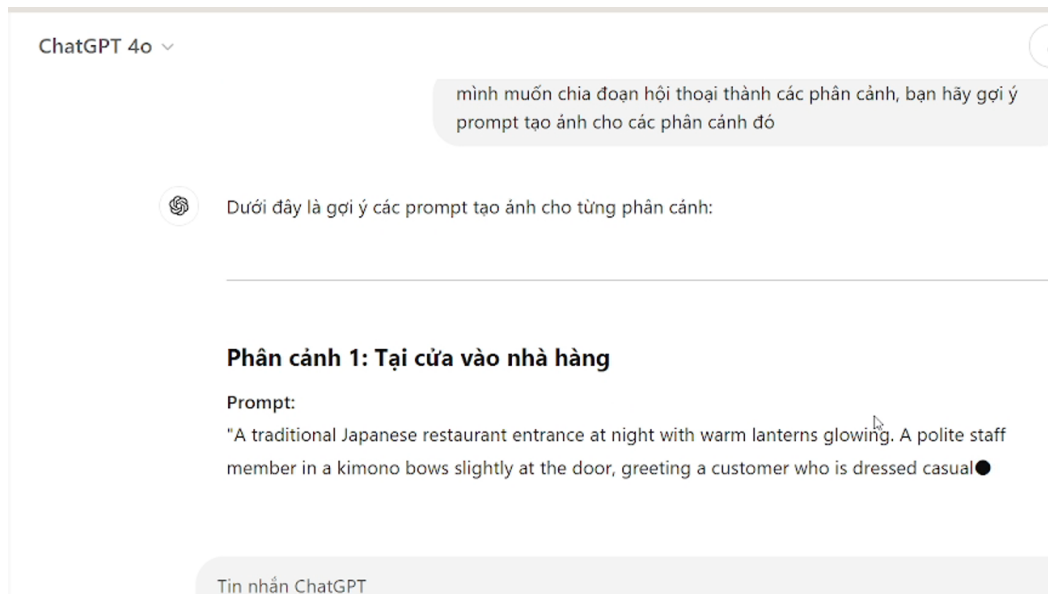 ChatGPT 4o
mình muốn chia đoạn hội thoại thành các phân cảnh, bạn hãy gợi ý
prompt tạo ảnh cho các phân cảnh đó
Dưới đây là gợi ý các prompt tạo ảnh cho từng phân cảnh:
Phân cảnh 1: Tại cửa vào nhà hàng
Prompt:
"A traditional Japanese restaurant entrance at night with warm lanterns glowing. A polite staff
member in a kimono bows slightly at the door, greeting a customer who is dressed casual
Tin nhắn ChatGPT